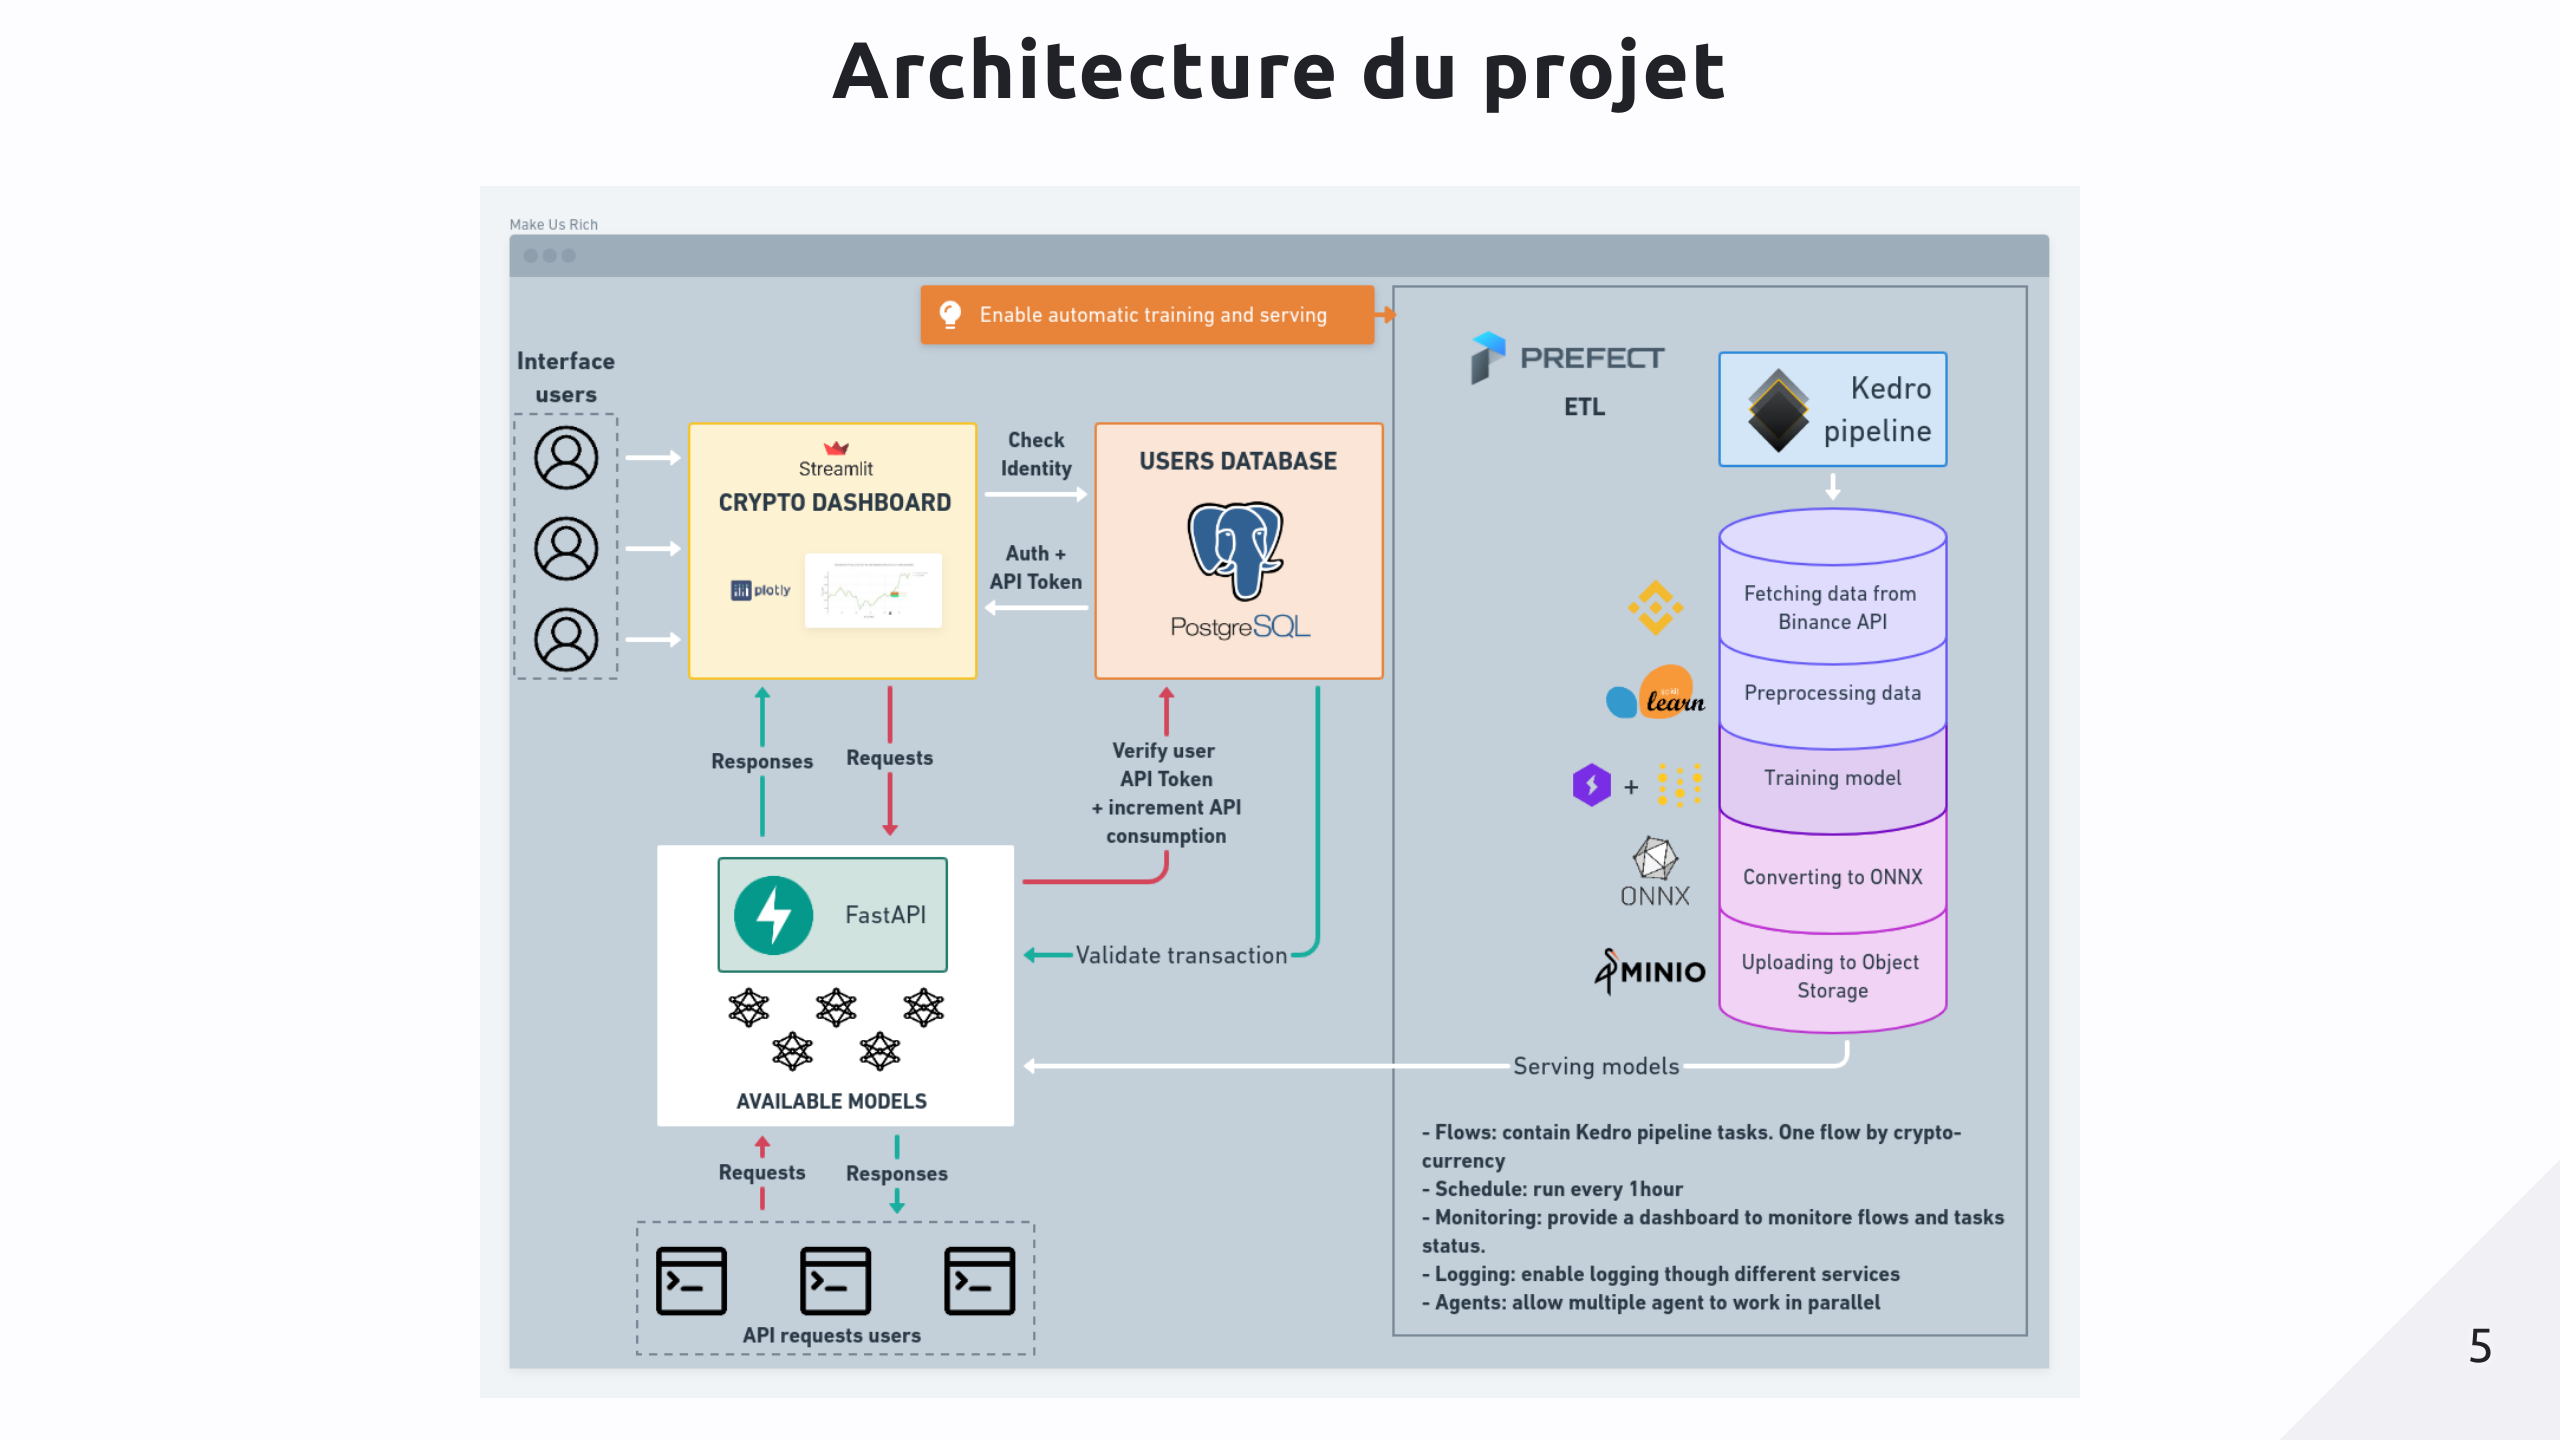 Architecture du projet
Make Us Rich
Enable automatic training and serving
Interface
users
Streamlit
CRYPTO DASHBOARD
plotly
Check
Identity
Auth +
API Token
USERS DATABASE
PostgreSQL
PREFECT
ETL
Kedro
pipeline
Fetching data from
Binance API
scikit
learn
Preprocessing data
+
Training model
ONNX
Converting to ONNX
MINIO
Uploading to Object
Storage
Responses
Requests
Verify user
API Token
+ increment API
consumption
FastAPI
Validate transaction
AVAILABLE MODELS
Serving models
Requests
Responses
API requests users
- Flows: contain Kedro pipeline tasks. One flow by crypto-
currency
- Schedule: run every 1hour
- Monitoring: provide a dashboard to monitore flows and tasks
status.
- Logging: enable logging though different services
- Agents: allow multiple agent to work in parallel
5